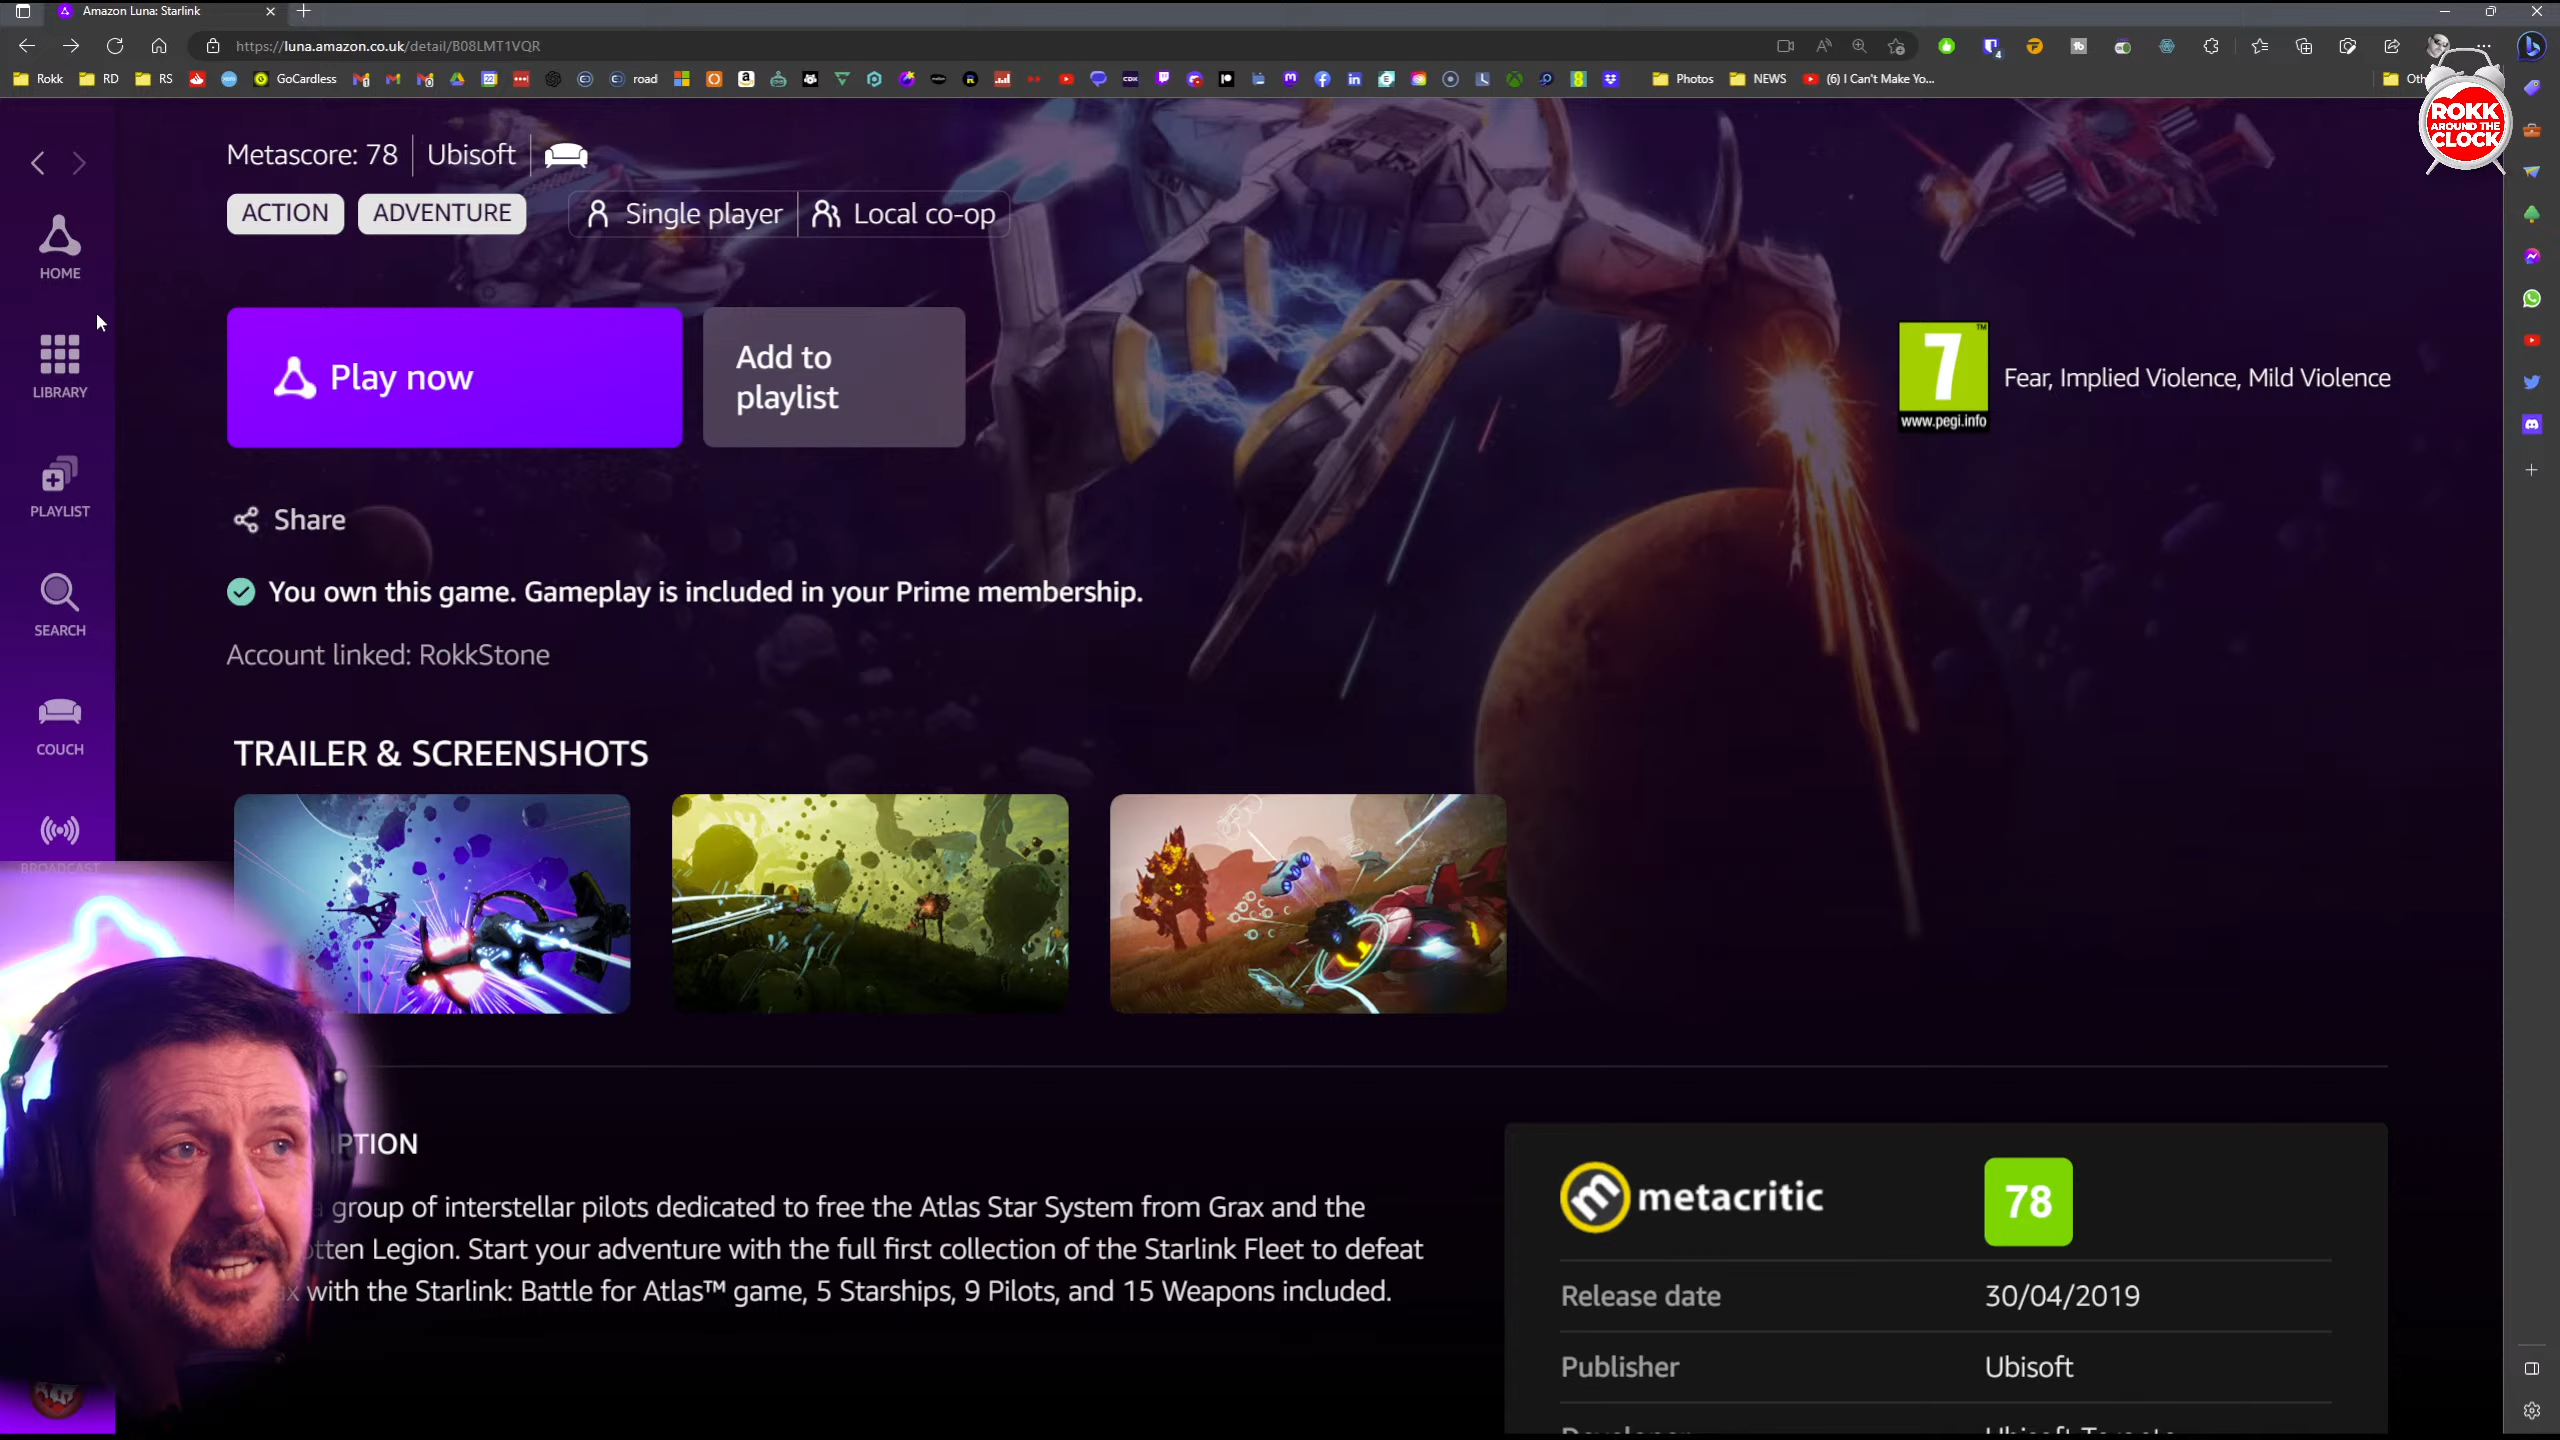 Amazon Luna: Starlink
https://luna.amazon.co.uk/detail/B08LMT1VQR
Rokk RD RS GoCardless road Photos NEWS (6) I Can't Make Yo...
ROKK
AROUND THE
CLOCK
Metascore: 78 Ubisoft
ACTION ADVENTURE Single player Local co-op
HOME
LIBRARY
PLAYLIST
SEARCH
COUCH
BROADCAST
Play now
Add to
playlist
7
www.pegi.info
Fear, Implied Violence, Mild Violence
Share
You own this game. Gameplay is included in your Prime membership.
Account linked: RokkStone
TRAILER & SCREENSHOTS
PTION
group of interstellar pilots dedicated to free the Atlas Star System from Grax and the
tten Legion. Start your adventure with the full first collection of the Starlink Fleet to defeat
x with the Starlink: Battle for Atlas™ game, 5 Starships, 9 Pilots, and 15 Weapons included.
metacritic 78
Release date 30/04/2019
Publisher Ubisoft